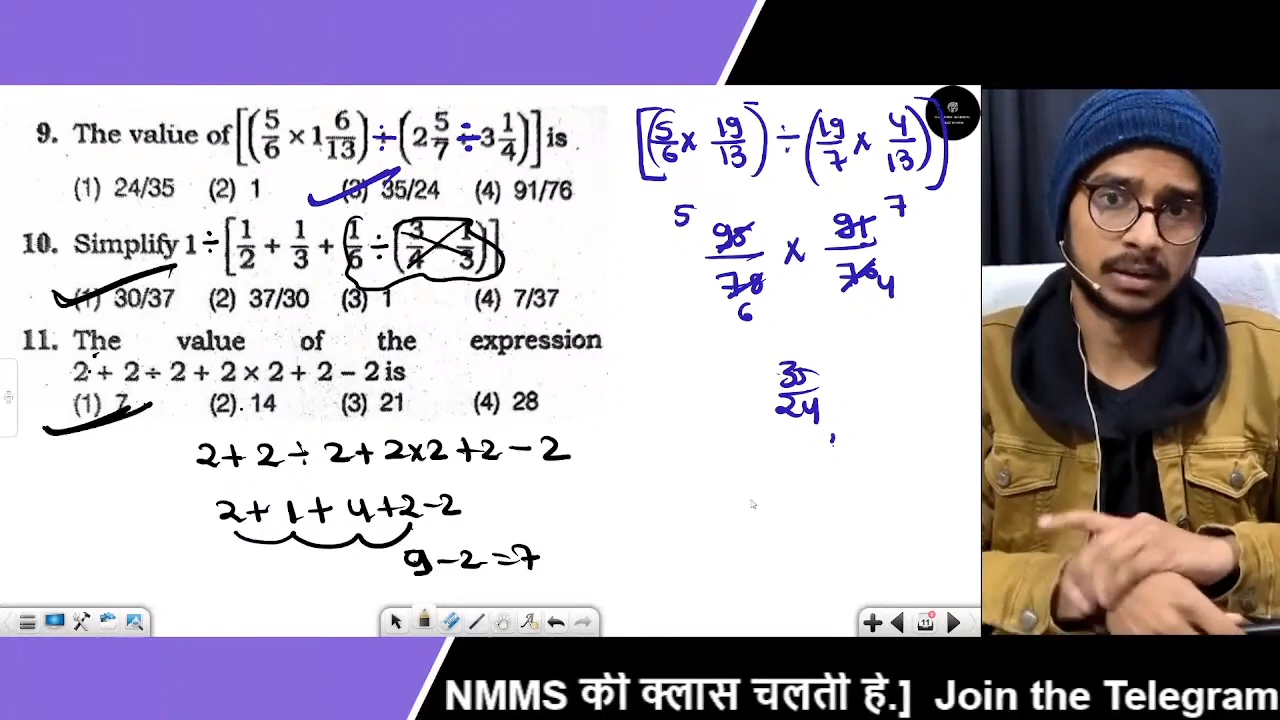 9. The value of [(5/6 × 1 6/13) ÷ (2 5/7 ÷ 3 1/4)] is
(1) 24/35 (2) 1 (3) 35/24 (4) 91/76
10. Simplify 1 ÷ [1/2 + 1/3 + (1/6 ÷ (3/4 1/3))]
(1) 30/37 (2) 37/30 (3) 1 (4) 7/37
11. The value of the expression
2 + 2 ÷ 2 + 2 × 2 + 2 − 2 is
(1) 7 (2) 14 (3) 21 (4) 28
2 + 2 ÷ 2 + 2×2 + 2 − 2
2 + 1 + 4 + 2 − 2
9 − 2 = 7
[(5/6 × 19/13) ÷ (19/7 × 4/13)]
5 7
95/78 × 91/76
6 4
35/24
11
NMMS की क्लास चलती हे.] Join the Telegram